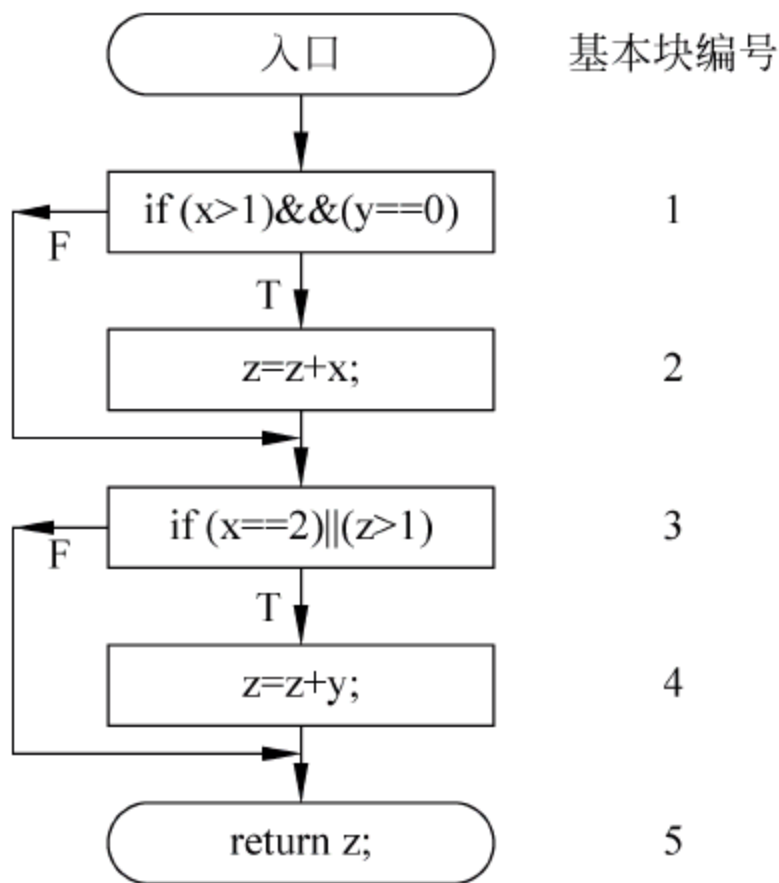 入口 基本块编号
if (x>1)&&(y==0) 1
F
T
z=z+x; 2
if (x==2)||(z>1) 3
F
T
z=z+y; 4
return z; 5